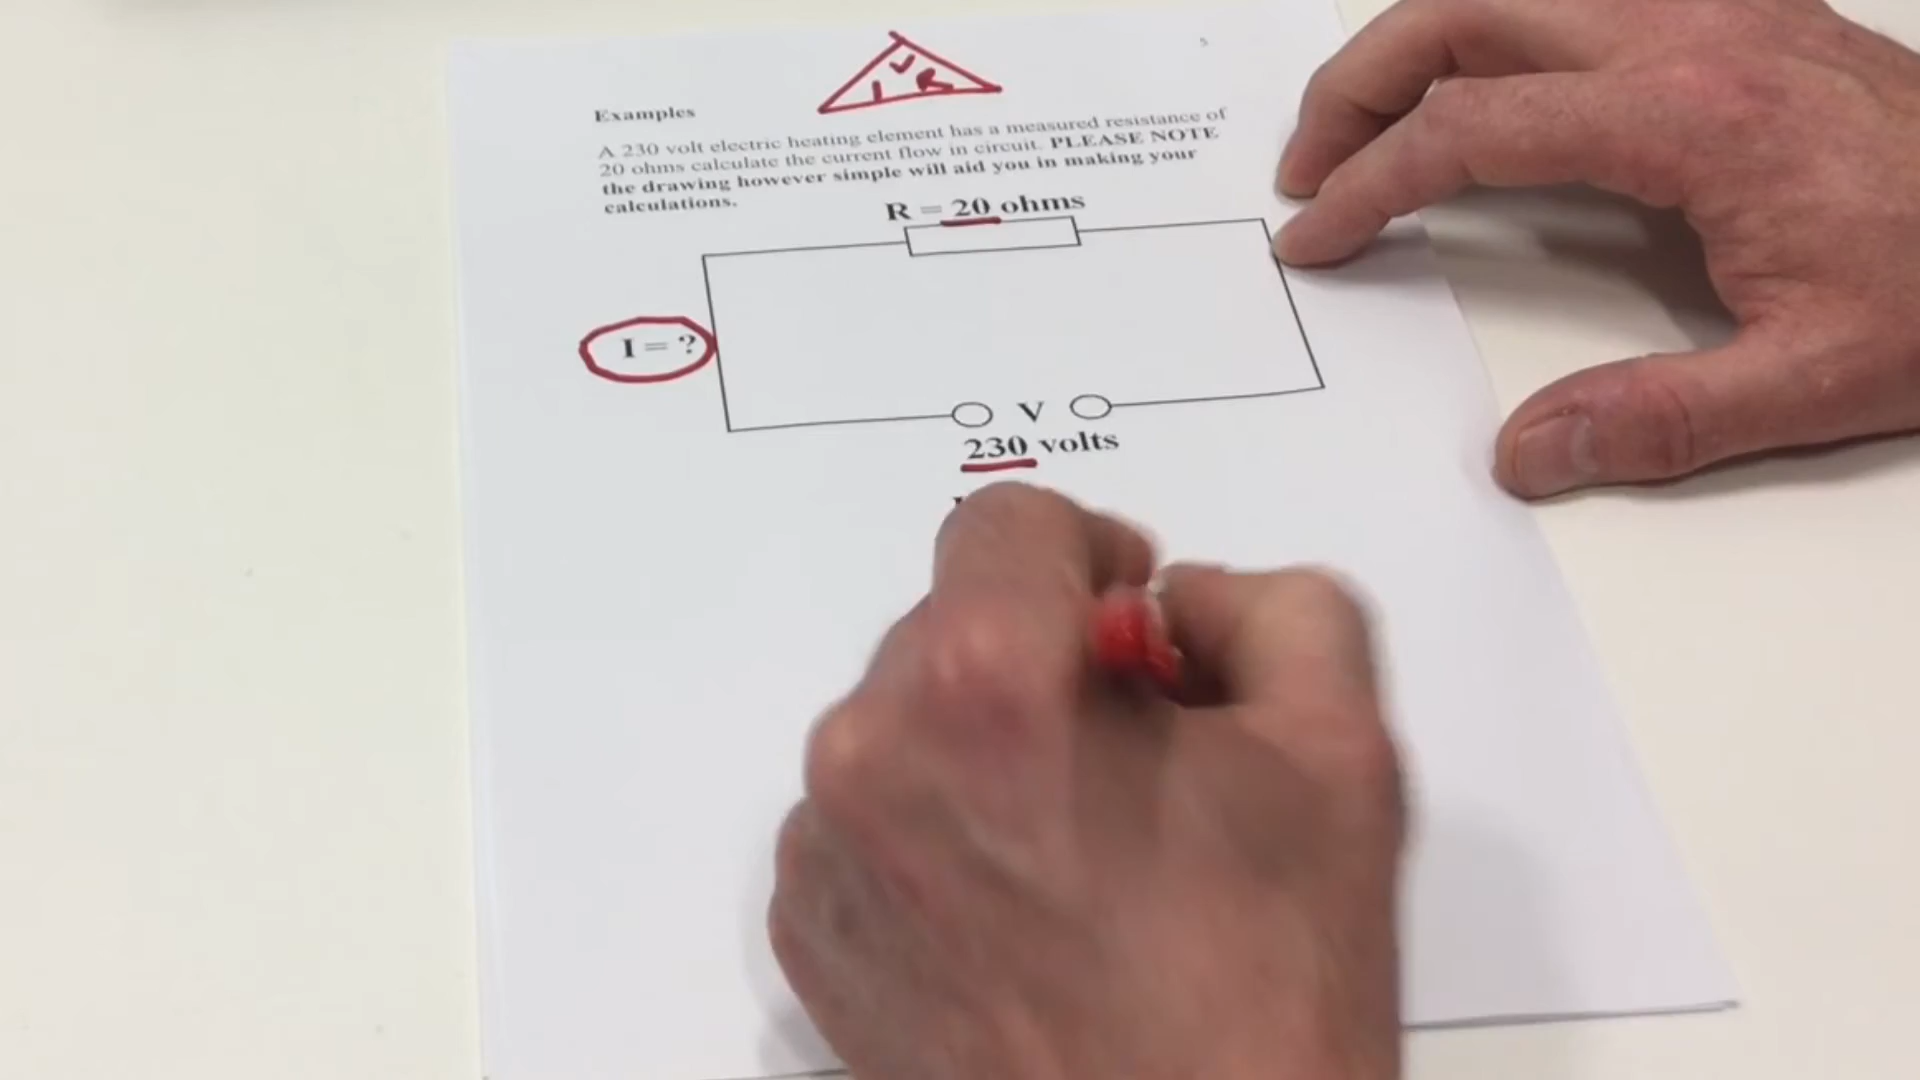 5
V
I R
Examples
A 230 volt electric heating element has a measured resistance of
20 ohms calculate the current flow in circuit. PLEASE NOTE
the drawing however simple will aid you in making your
calculations.
R = 20 ohms
I = ?
V
230 volts